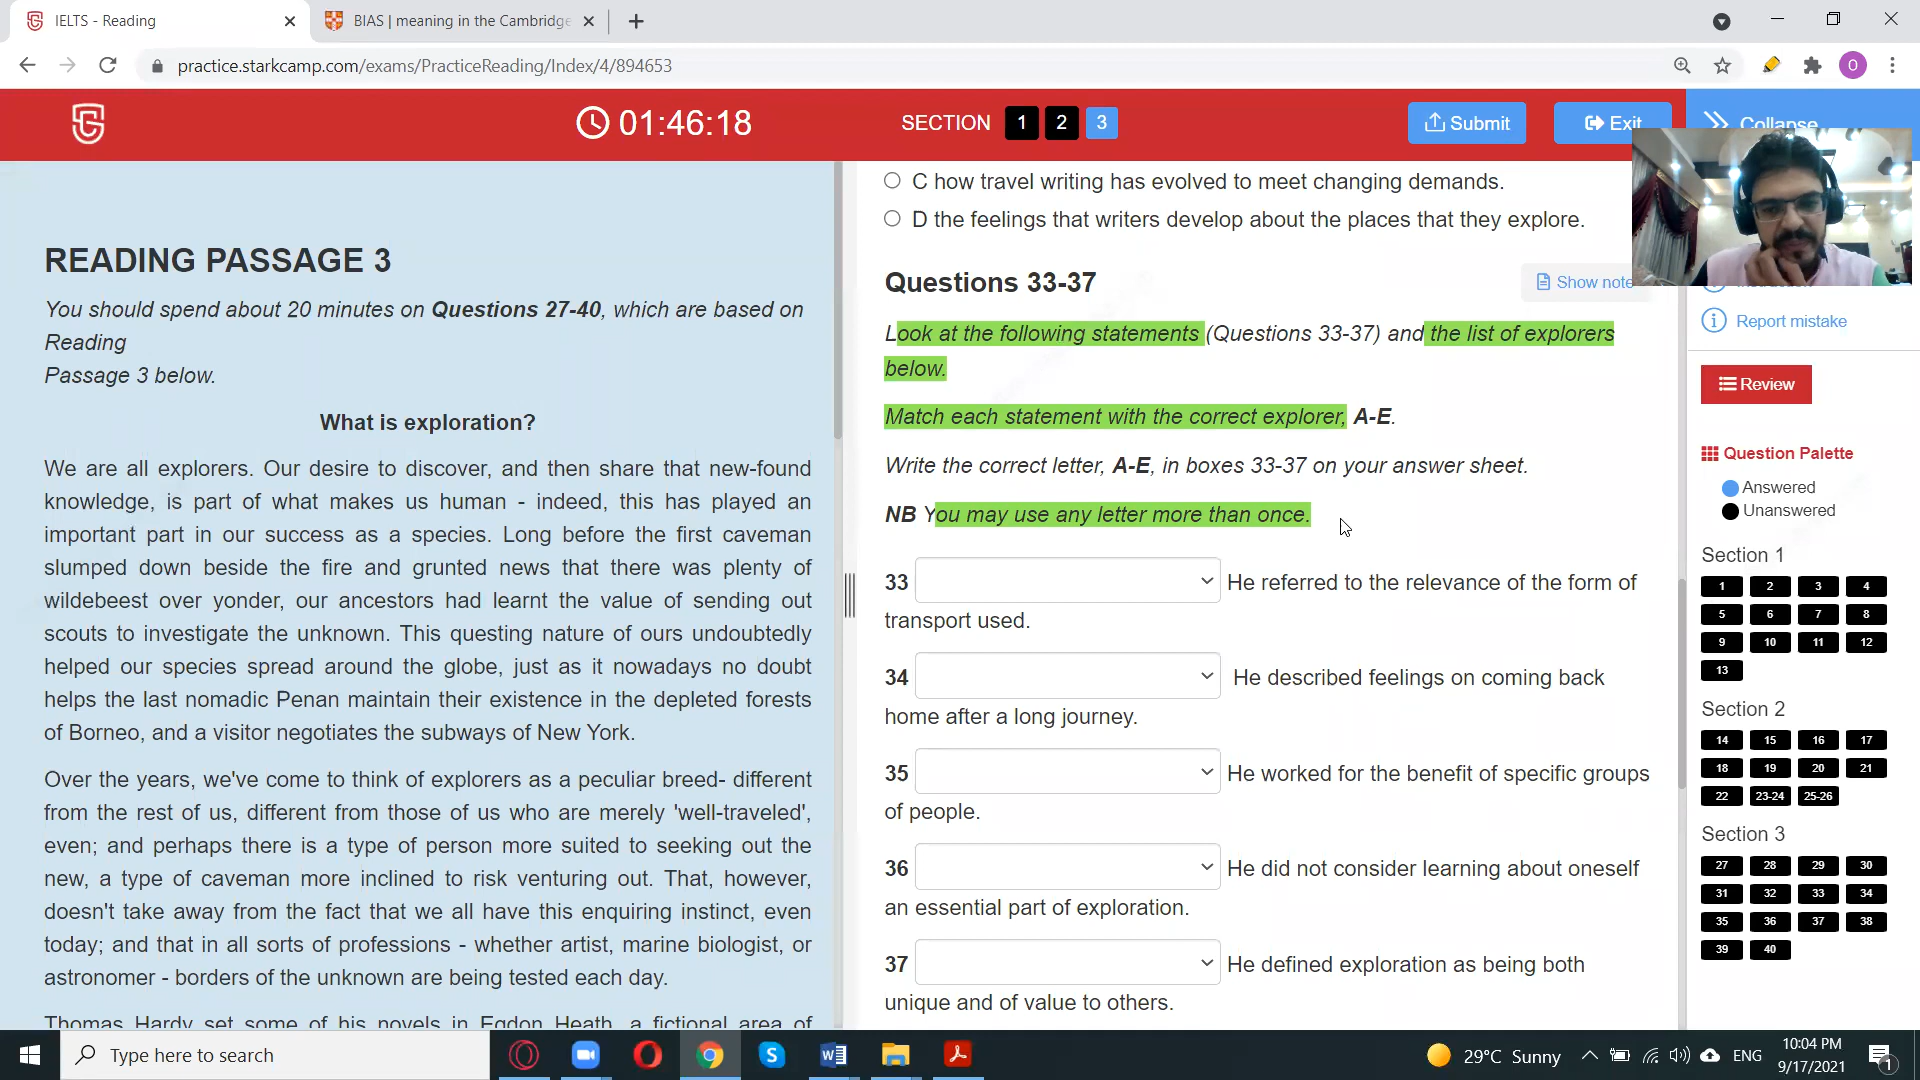 IELTS - Reading
BIAS | meaning in the Cambridge
practice.starkcamp.com/exams/PracticeReading/Index/4/894653
O
01:46:18
SECTION 1 2 3
Submit
Exit
Collapse
READING PASSAGE 3
You should spend about 20 minutes on Questions 27-40, which are based on
Reading
Passage 3 below.
What is exploration?
We are all explorers. Our desire to discover, and then share that new-found
knowledge, is part of what makes us human - indeed, this has played an
important part in our success as a species. Long before the first caveman
slumped down beside the fire and grunted news that there was plenty of
wildebeest over yonder, our ancestors had learnt the value of sending out
scouts to investigate the unknown. This questing nature of ours undoubtedly
helped our species spread around the globe, just as it nowadays no doubt
helps the last nomadic Penan maintain their existence in the depleted forests
of Borneo, and a visitor negotiates the subways of New York.
Over the years, we've come to think of explorers as a peculiar breed- different
from the rest of us, different from those of us who are merely 'well-traveled',
even; and perhaps there is a type of person more suited to seeking out the
new, a type of caveman more inclined to risk venturing out. That, however,
doesn't take away from the fact that we all have this enquiring instinct, even
today; and that in all sorts of professions - whether artist, marine biologist, or
astronomer - borders of the unknown are being tested each day.
Thomas Hardy set some of his novels in Egdon Heath, a fictional area of
C how travel writing has evolved to meet changing demands.
D the feelings that writers develop about the places that they explore.
Questions 33-37
Show note
Look at the following statements (Questions 33-37) and the list of explorers
below.
Match each statement with the correct explorer, A-E.
Write the correct letter, A-E, in boxes 33-37 on your answer sheet.
NB You may use any letter more than once.
33 He referred to the relevance of the form of
transport used.
34 He described feelings on coming back
home after a long journey.
35 He worked for the benefit of specific groups
of people.
36 He did not consider learning about oneself
an essential part of exploration.
37 He defined exploration as being both
unique and of value to others.
Report mistake
Review
Question Palette
Answered
Unanswered
Section 1
1 2 3 4
5 6 7 8
9 10 11 12
13
Section 2
14 15 16 17
18 19 20 21
22 23-24 25-26
Section 3
27 28 29 30
31 32 33 34
35 36 37 38
39 40
Type here to search
29°C Sunny
ENG
10:04 PM
9/17/2021
1